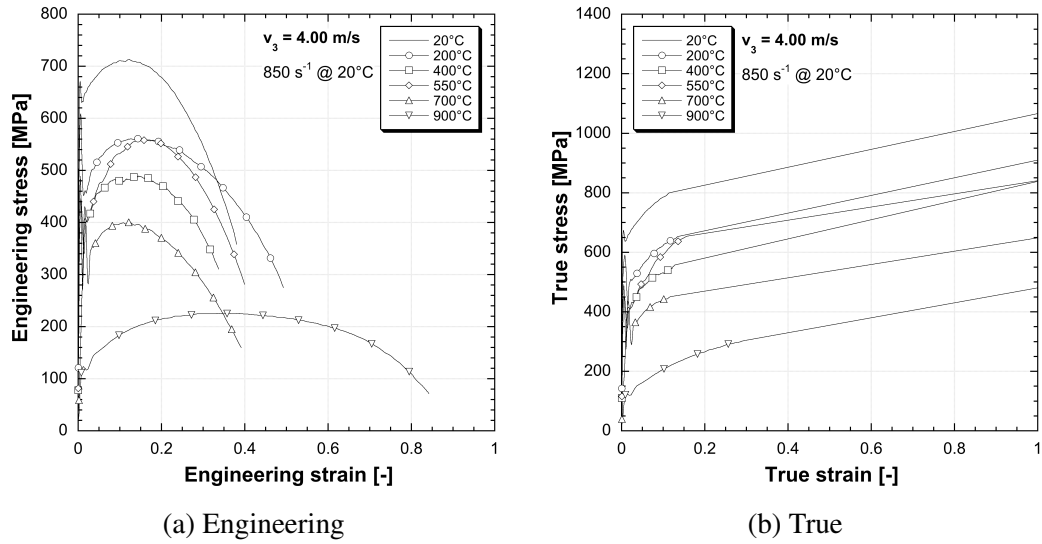 800
700
600
500
400
300
200
100
0
Engineering stress [MPa]
v3 = 4.00 m/s
850 s-1 @ 20°C
20°C
200°C
400°C
550°C
700°C
900°C
0 0.2 0.4 0.6 0.8 1
Engineering strain [-]
(a) Engineering
1400
1200
1000
800
600
400
200
0
True stress [MPa]
20°C
200°C
400°C
550°C
700°C
900°C
v3 = 4.00 m/s
850 s-1 @ 20°C
0 0.2 0.4 0.6 0.8 1
True strain [-]
(b) True